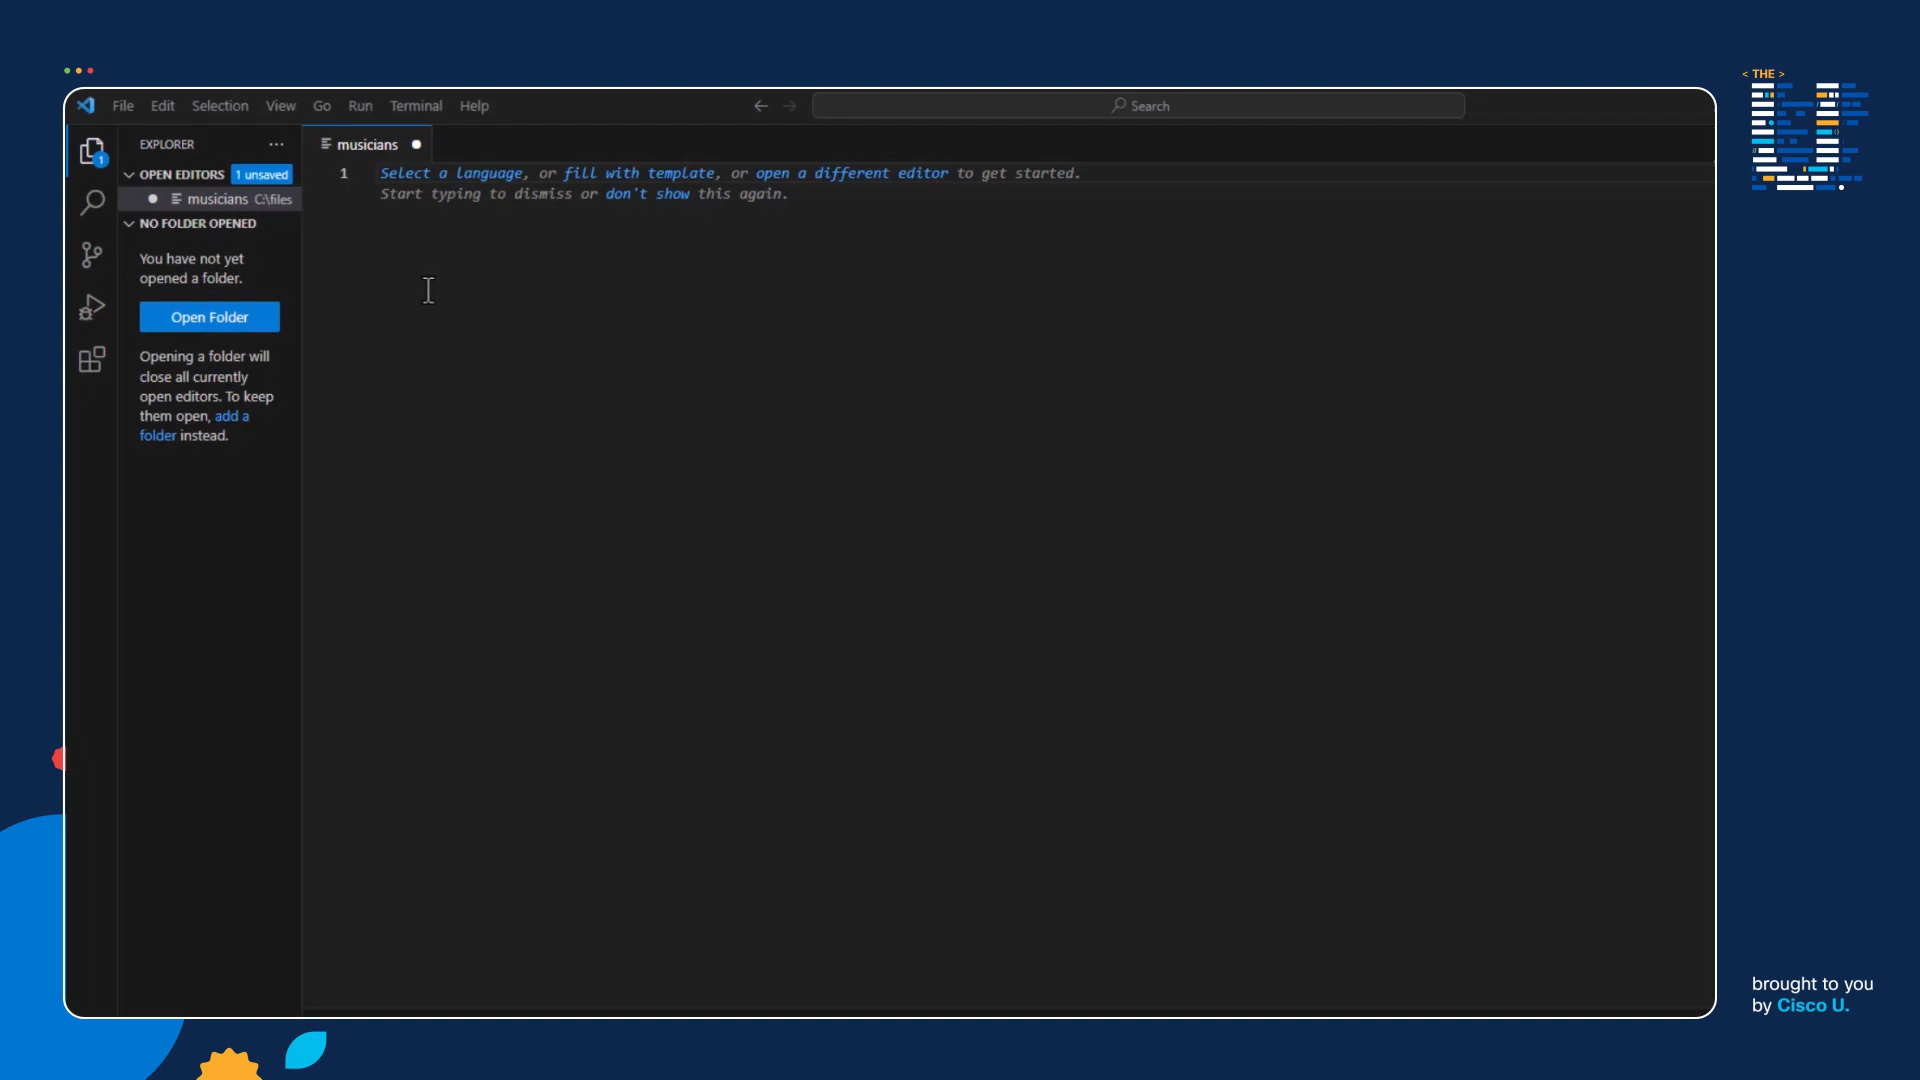 < THE >
File Edit Selection View Go Run Terminal Help
Search
EXPLORER ···
musicians
OPEN EDITORS 1 unsaved
musicians C:\files
NO FOLDER OPENED
You have not yet
opened a folder.
Open Folder
Opening a folder will
close all currently
open editors. To keep
them open, add a
folder instead.
1 Select a language, or fill with template, or open a different editor to get started.
Start typing to dismiss or don't show this again.
1
brought to you
by Cisco U.